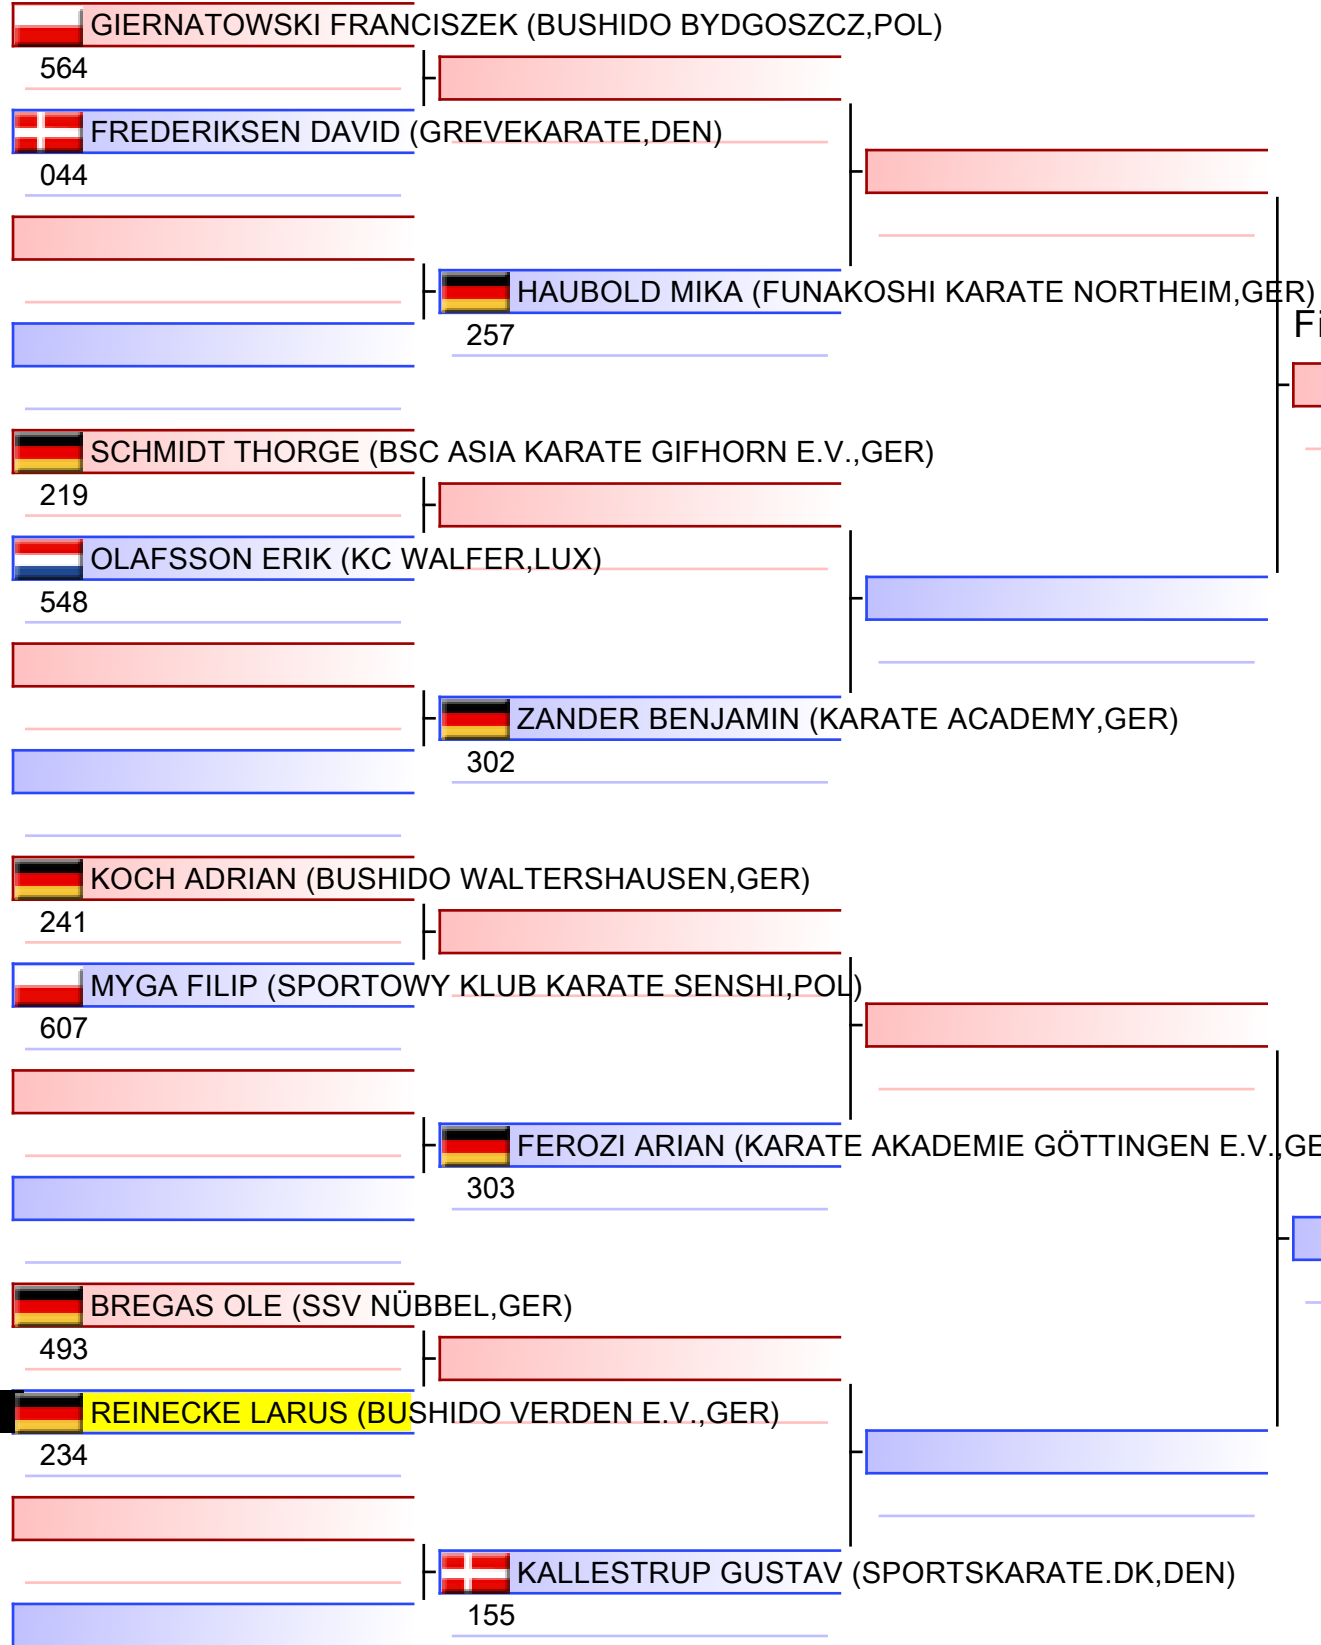 GIERNATOWSKI FRANCISZEK (BUSHIDO BYDGOSZCZ,POL)
564
FREDERIKSEN DAVID (GREVEKARATE,DEN)
044
HAUBOLD MIKA (FUNAKOSHI KARATE NORTHEIM,GER)
257
Fi
SCHMIDT THORGE (BSC ASIA KARATE GIFHORN E.V.,GER)
219
OLAFSSON ERIK (KC WALFER,LUX)
548
ZANDER BENJAMIN (KARATE ACADEMY,GER)
302
KOCH ADRIAN (BUSHIDO WALTERSHAUSEN,GER)
241
MYGA FILIP (SPORTOWY KLUB KARATE SENSHI,POL)
607
FEROZI ARIAN (KARATE AKADEMIE GÖTTINGEN E.V.,GE
303
BREGAS OLE (SSV NÜBBEL,GER)
493
REINECKE LARUS (BUSHIDO VERDEN E.V.,GER)
234
KALLESTRUP GUSTAV (SPORTSKARATE.DK,DEN)
155